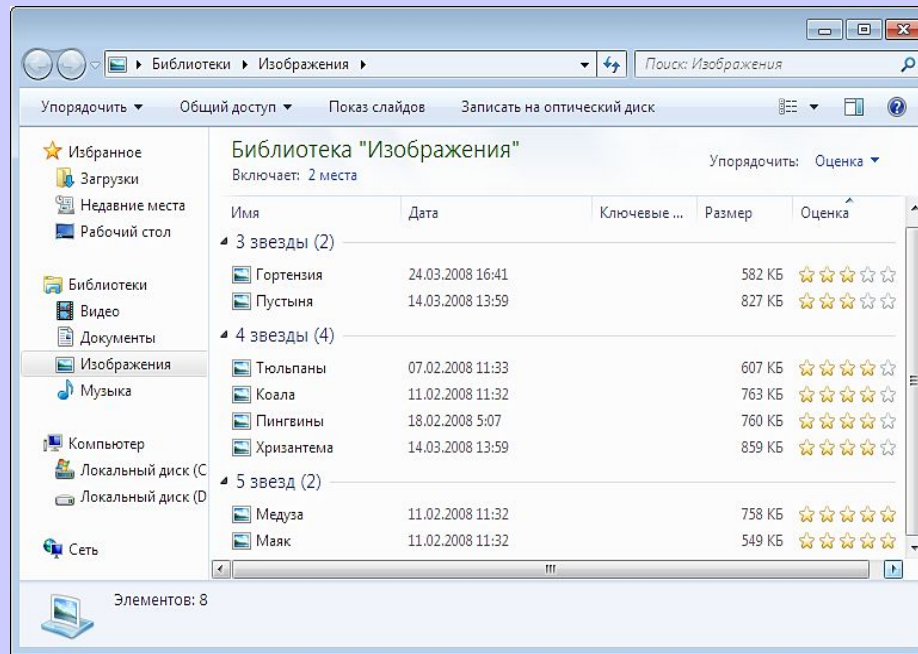 Библиотеки Изображения Поиск: Изображения
Упорядочить Общий доступ Показ слайдов Записать на оптический диск
Избранное
Загрузки
Недавние места
Рабочий стол
Библиотеки
Видео
Документы
Изображения
Музыка
Компьютер
Локальный диск (C
Локальный диск (D
Сеть
Библиотека "Изображения"
Включает: 2 места
Упорядочить: Оценка
Имя Дата Ключевые ... Размер Оценка
3 звезды (2)
Гортензия 24.03.2008 16:41 582 КБ
Пустыня 14.03.2008 13:59 827 КБ
4 звезды (4)
Тюльпаны 07.02.2008 11:33 607 КБ
Коала 11.02.2008 11:32 763 КБ
Пингвины 18.02.2008 5:07 760 КБ
Хризантема 14.03.2008 13:59 859 КБ
5 звезд (2)
Медуза 11.02.2008 11:32 758 КБ
Маяк 11.02.2008 11:32 549 КБ
Элементов: 8